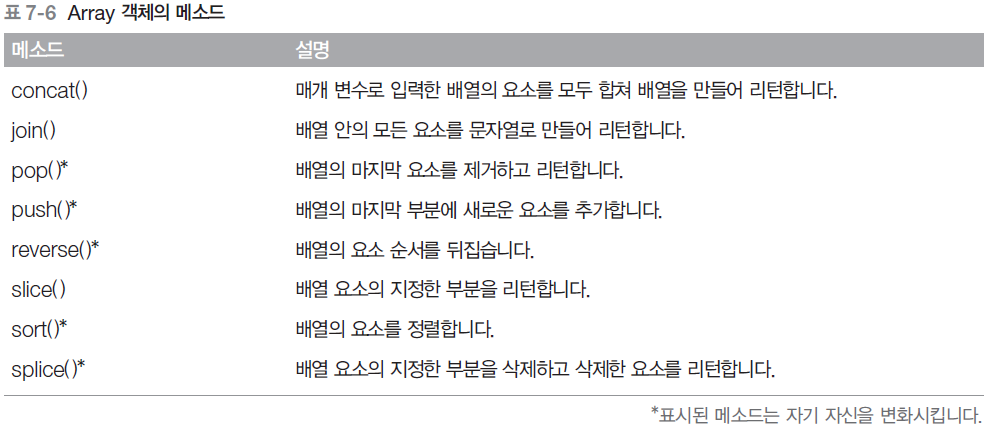 표 7-6 Array 객체의 메소드
메소드 설명
concat() 매개 변수로 입력한 배열의 요소를 모두 합쳐 배열을 만들어 리턴합니다.
join() 배열 안의 모든 요소를 문자열로 만들어 리턴합니다.
pop()* 배열의 마지막 요소를 제거하고 리턴합니다.
push()* 배열의 마지막 부분에 새로운 요소를 추가합니다.
reverse()* 배열의 요소 순서를 뒤집습니다.
slice() 배열 요소의 지정한 부분을 리턴합니다.
sort()* 배열의 요소를 정렬합니다.
splice()* 배열 요소의 지정한 부분을 삭제하고 삭제한 요소를 리턴합니다.
*표시된 메소드는 자기 자신을 변화시킵니다.